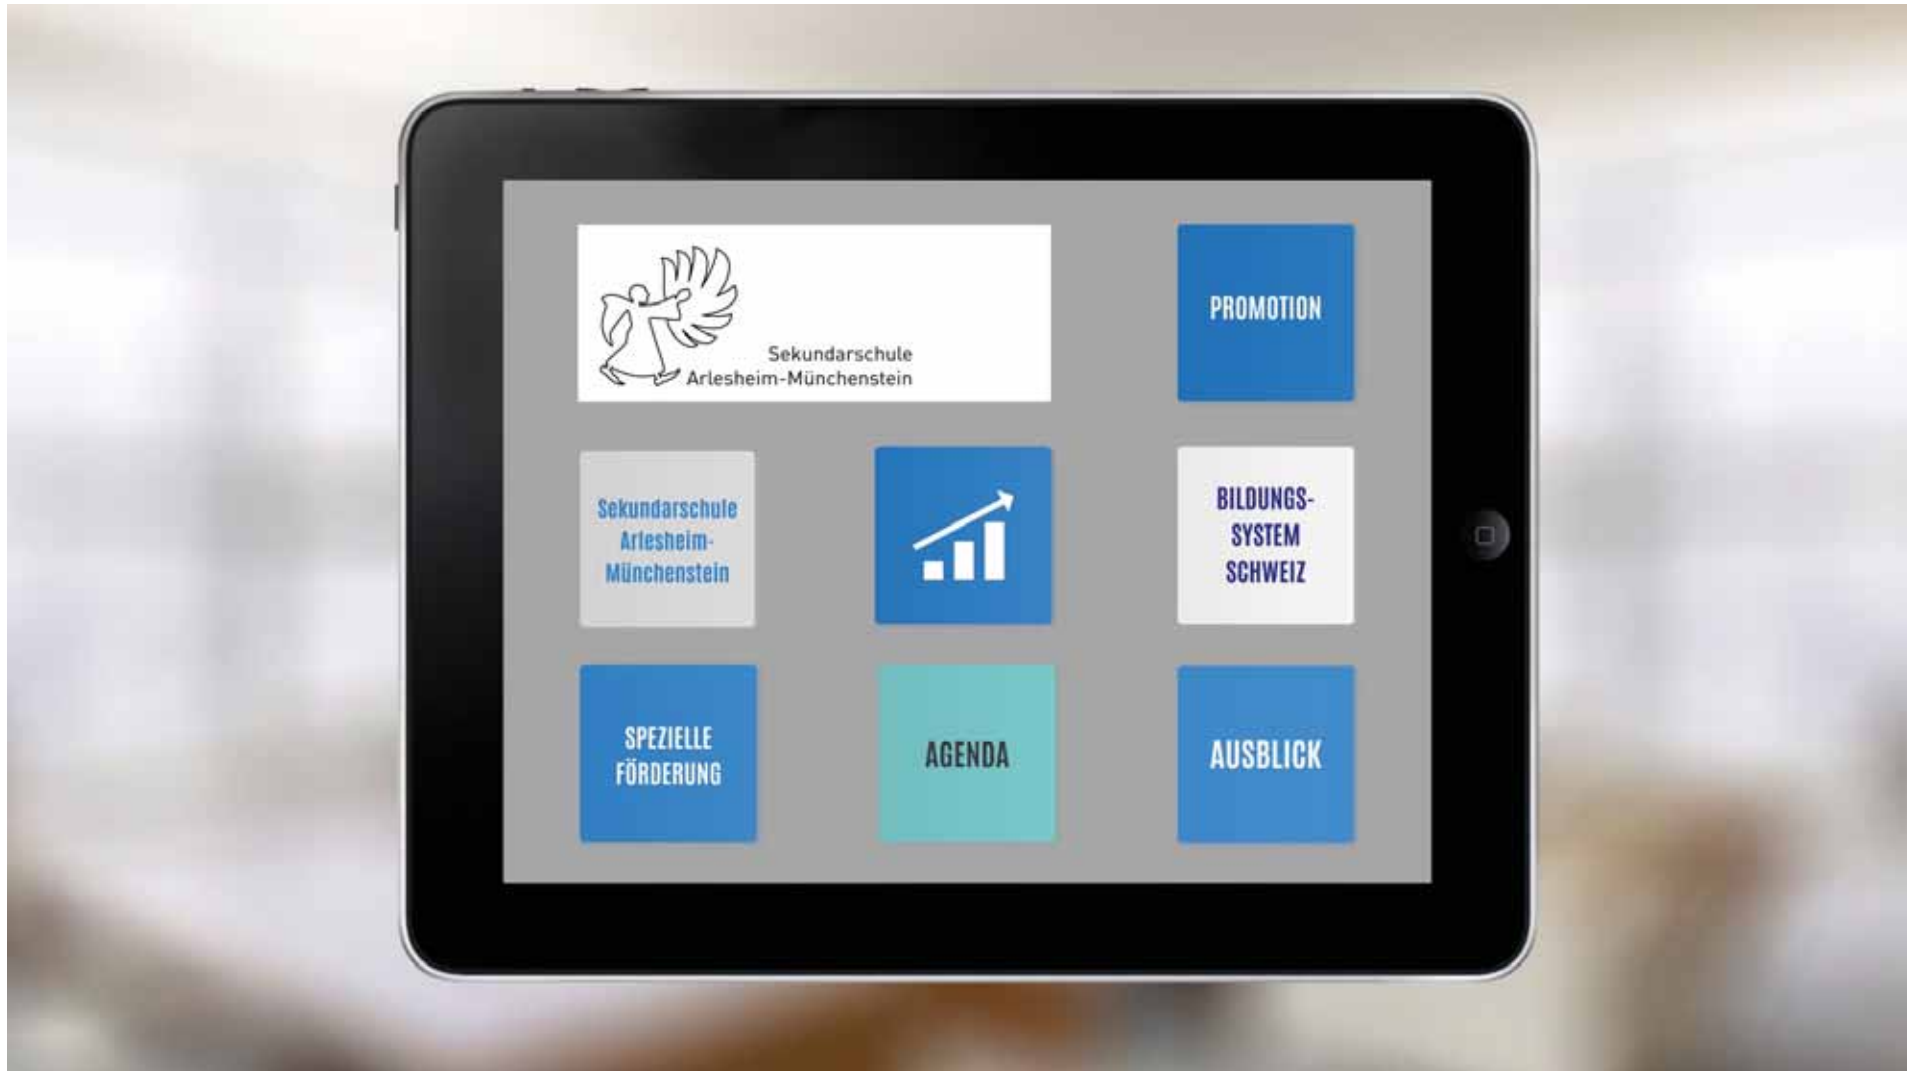 Sekundarschule
Arlesheim-Münchenstein
PROMOTION
Sekundarschule
Arlesheim-
Münchenstein
BILDUNGS-
SYSTEM
SCHWEIZ
SPEZIELLE
FÖRDERUNG
AGENDA
AUSBLICK